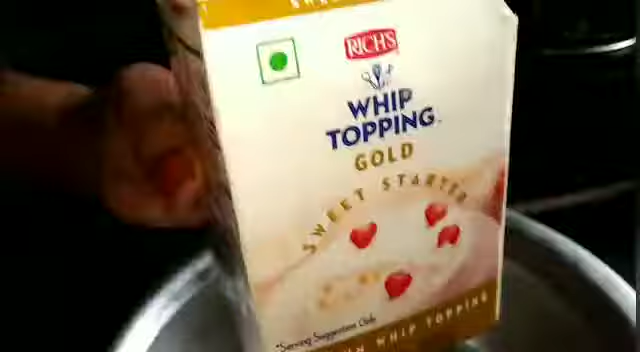 RICH'S
WHIP
TOPPING
GOLD
SWEET STARTER
*Serving Suggestion Only
WHIP TOPPING